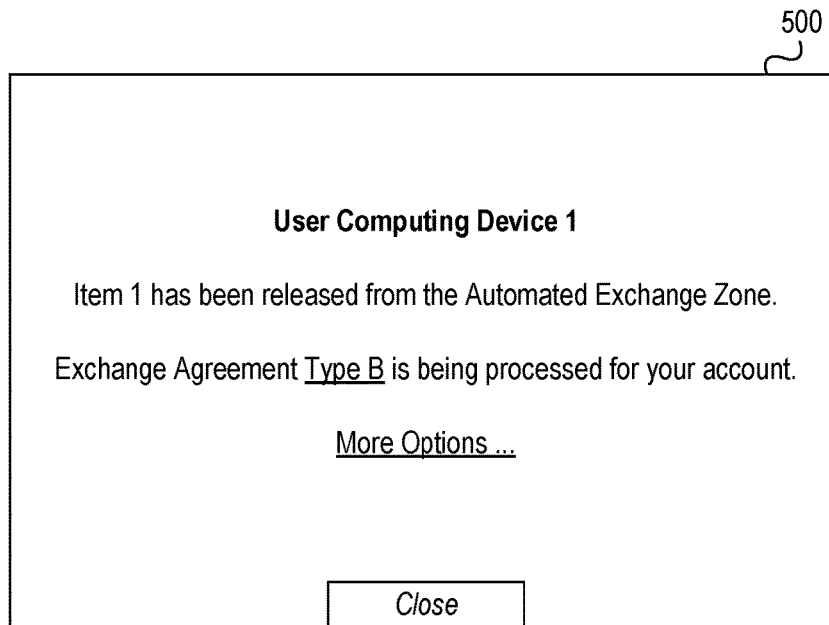 500
User Computing Device 1
Item 1 has been released from the Automated Exchange Zone.
Exchange Agreement Type B is being processed for your account.
More Options ...
Close